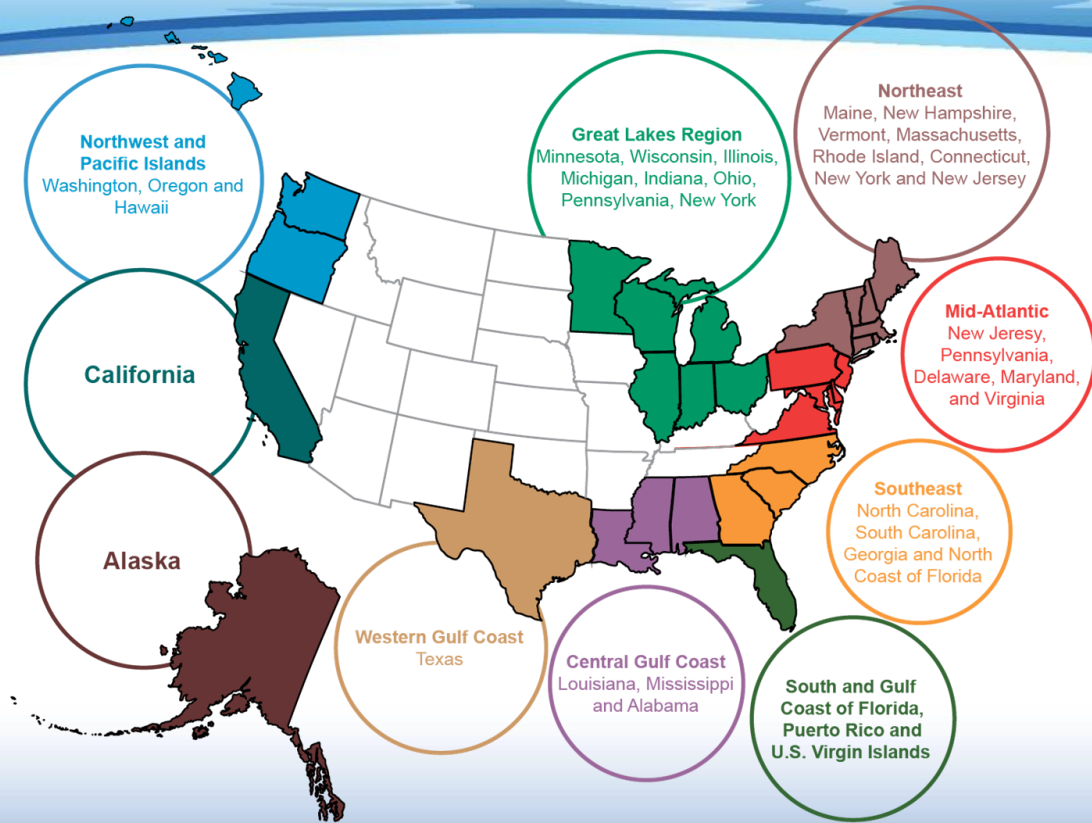 Northwest and
Pacific Islands
Washington, Oregon and
Hawaii
Great Lakes Region
Minnesota, Wisconsin, Illinois,
Michigan, Indiana, Ohio,
Pennsylvania, New York
Northeast
Maine, New Hampshire,
Vermont, Massachusetts,
Rhode Island, Connecticut,
New York and New Jersey
California
Mid-Atlantic
New Jeresy,
Pennsylvania,
Delaware, Maryland,
and Virginia
Alaska
Southeast
North Carolina,
South Carolina,
Georgia and North
Coast of Florida
Western Gulf Coast
Texas
Central Gulf Coast
Louisiana, Mississippi
and Alabama
South and Gulf
Coast of Florida,
Puerto Rico and
U.S. Virgin Islands